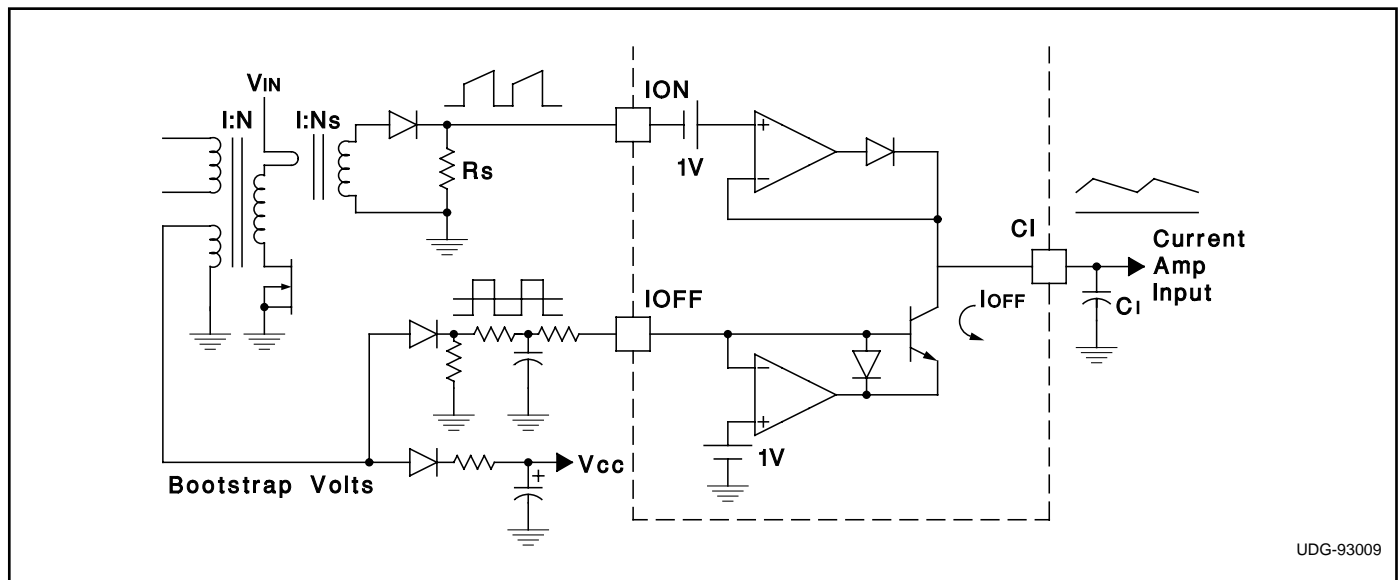 VIN
I:N
I:Ns
Rs
ION
1V
+
−
CI
Current
Amp
Input
CI
IOFF
IOFF
−
+
1V
+
Vcc
Bootstrap Volts
UDG-93009